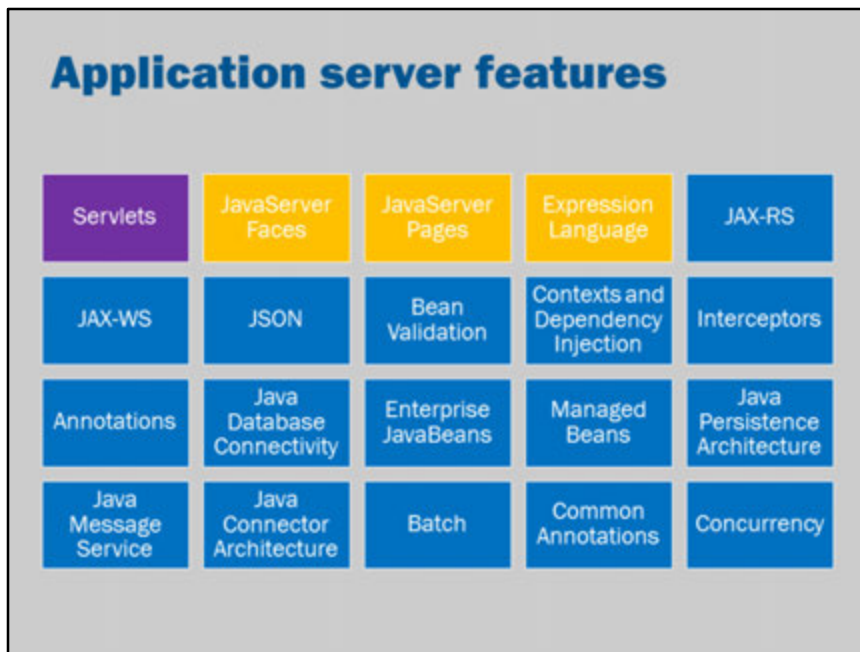 Application server features
Servlets
JavaServer
Faces
JavaServer
Pages
Expression
Language
JAX-RS
JAX-WS
JSON
Bean
Validation
Contexts and
Dependency
Injection
Interceptors
Annotations
Java
Database
Connectivity
Enterprise
JavaBeans
Managed
Beans
Java
Persistence
Architecture
Java
Message
Service
Java
Connector
Architecture
Batch
Common
Annotations
Concurrency